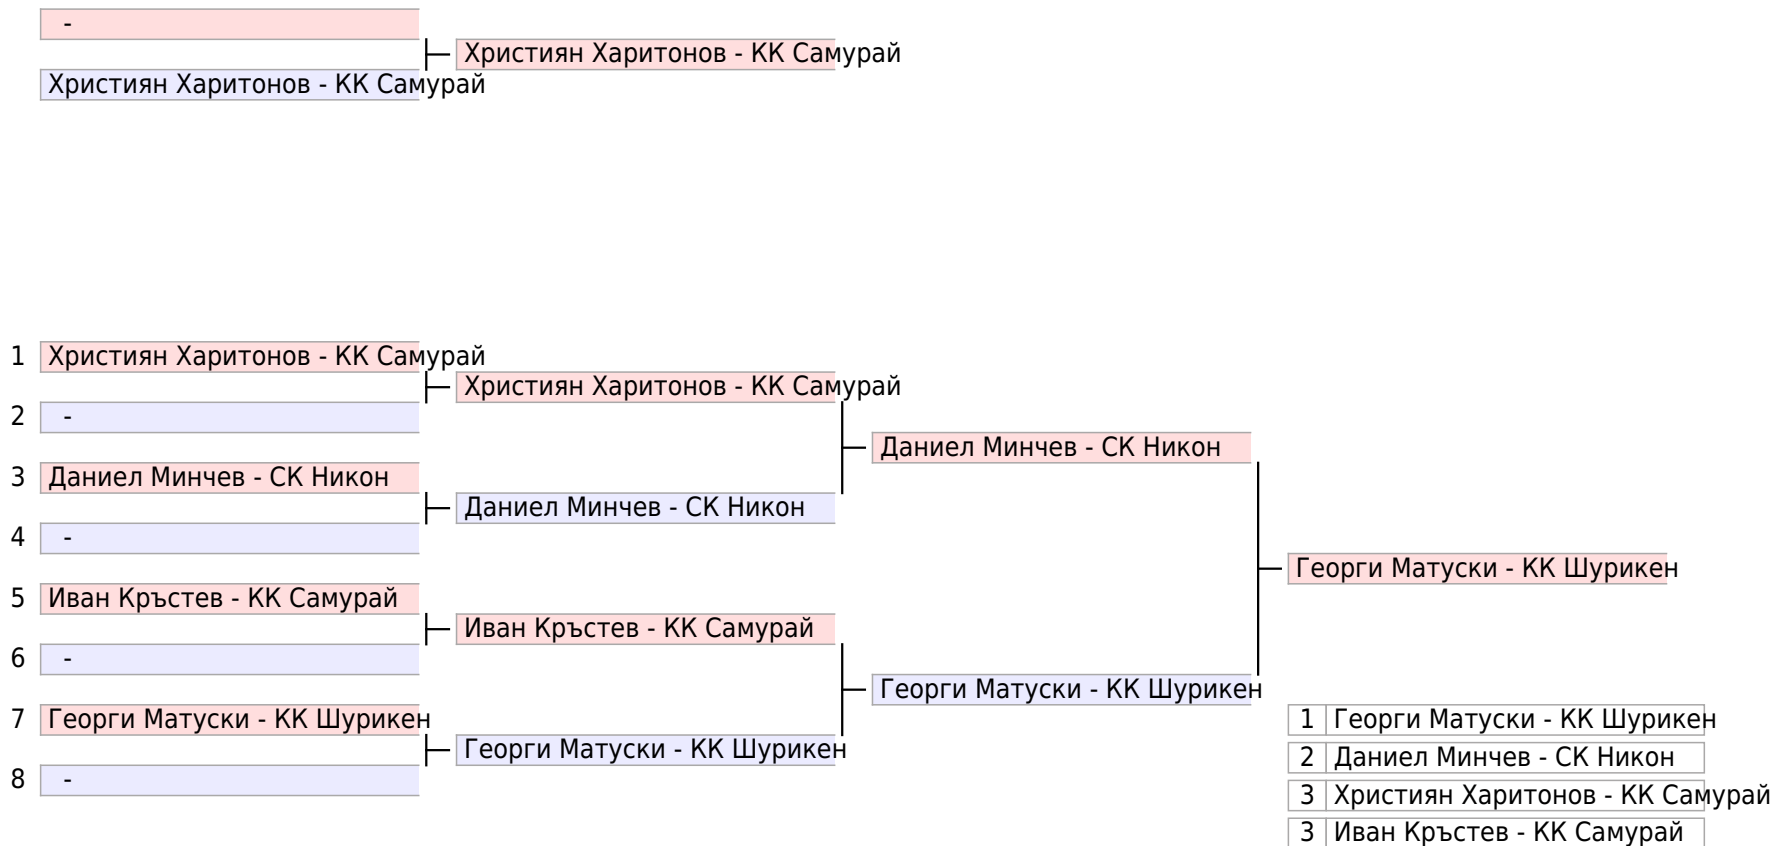 -
Християн Харитонов - КК Самурай
Християн Харитонов - КК Самурай
1 Християн Харитонов - КК Самурай
Християн Харитонов - КК Самурай
2 -
Даниел Минчев - СК Никон
3 Даниел Минчев - СК Никон
Даниел Минчев - СК Никон
4 -
Георги Матуски - КК Шурикен
5 Иван Кръстев - КК Самурай
Иван Кръстев - КК Самурай
6 -
Георги Матуски - КК Шурикен
7 Георги Матуски - КК Шурикен
Георги Матуски - КК Шурикен
8 -
1 Георги Матуски - КК Шурикен
2 Даниел Минчев - СК Никон
3 Християн Харитонов - КК Самурай
3 Иван Кръстев - КК Самурай